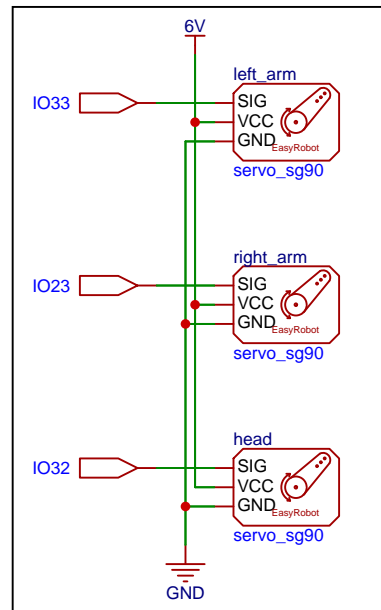 6V
left_arm
IO33
SIG
VCC
GND
EasyRobot
servo_sg90
right_arm
IO23
SIG
VCC
GND
EasyRobot
servo_sg90
head
IO32
SIG
VCC
GND
EasyRobot
servo_sg90
GND